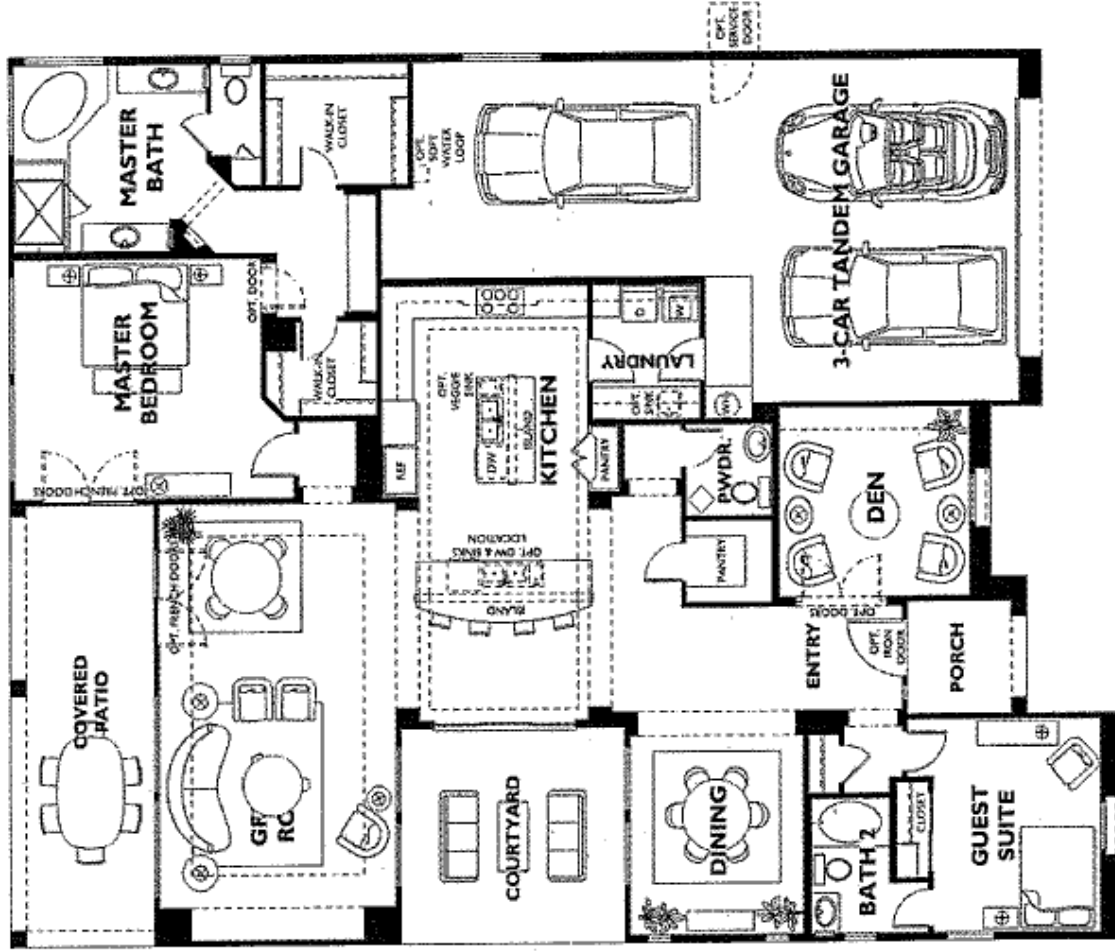 OPT.
SERVICE
DOOR
MASTER
BATH
WALK-IN
CLOSET
OPT.
SOFT
WATER
LOOP
3-CAR TANDEM GARAGE
MASTER
BEDROOM
OPT. DOOR
WALK-IN
CLOSET
OPT. FRENCH DOORS
REF
OPT.
VEGGIE
SINK
DW
ISLAND
KITCHEN
PANTRY
LAUNDRY
OPT.
SINK
PWDR.
DEN
OPT. DOORS
COVERED
PATIO
OPT. FRENCH DOORS
OPT. DW & SINKS
LOCATION
ISLAND
PANTRY
ENTRY
OPT.
IRON
DOOR
PORCH
COURTYARD
DINING
BATH 2
CLOSET
GUEST
SUITE